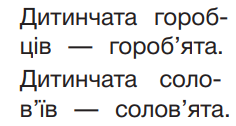 Дитинчата гороб-
ців — гороб’ята.
Дитинчата соло-
в’їв — солов’ята.